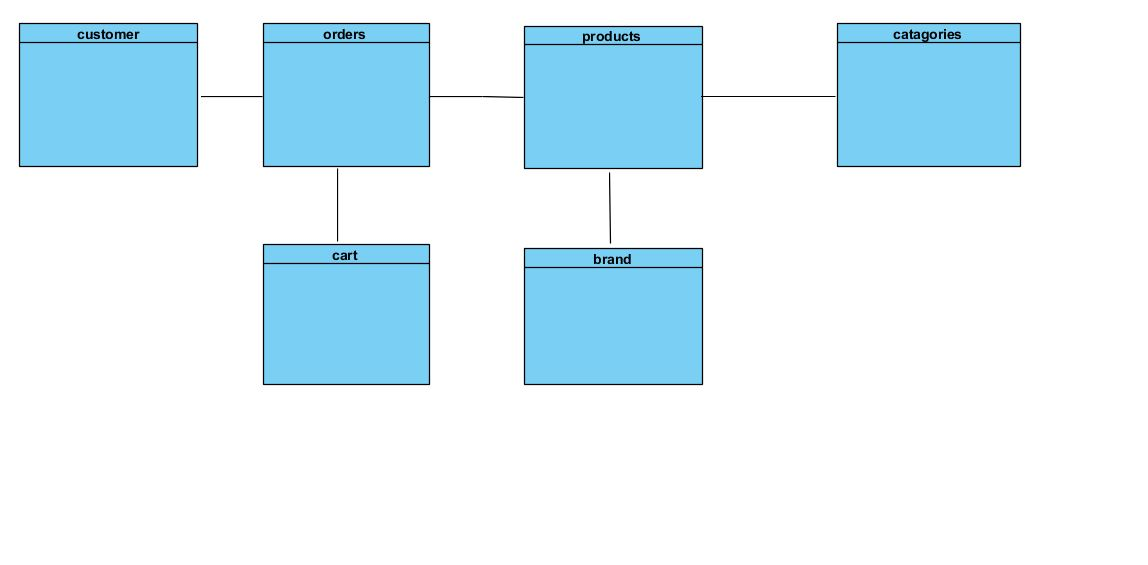 customer
orders
products
catagories
cart
brand